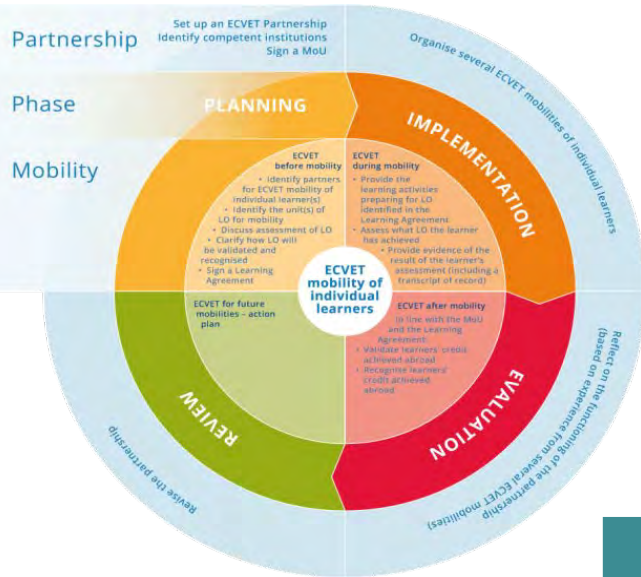 Partnership
Set up an ECVET Partnership
Identify competent institutions
Sign a MoU
Organise several ECVET mobilities of individual learners
Phase
PLANNING
IMPLEMENTATION
Mobility
ECVET
before mobility
• Identify partners
for ECVET mobility of
individual learner(s)
• Identify the unit(s) of
LO for mobility
• Discuss assessment of LO
• Clarify how LO will
be validated and
recognised
• Sign a Learning
Agreement
ECVET
during mobility
• Provide the
learning activities
preparing for LO
identified in the
Learning Agreement
• Assess what LO the learner
has achieved
• Provide evidence of the
result of the learner's
assessment (including a
transcript of record)
ECVET
mobility of
individual
learners
ECVET for future
mobilities – action
plan
ECVET after mobility
In line with the MoU
and the Learning
Agreement:
• Validate learners' credit
achieved abroad
• Recognise learners'
credit achieved
abroad
REVIEW
EVALUATION
Revise the partnership
Reflect on the functioning of the partnership
(based on experience from several ECVET mobilities)